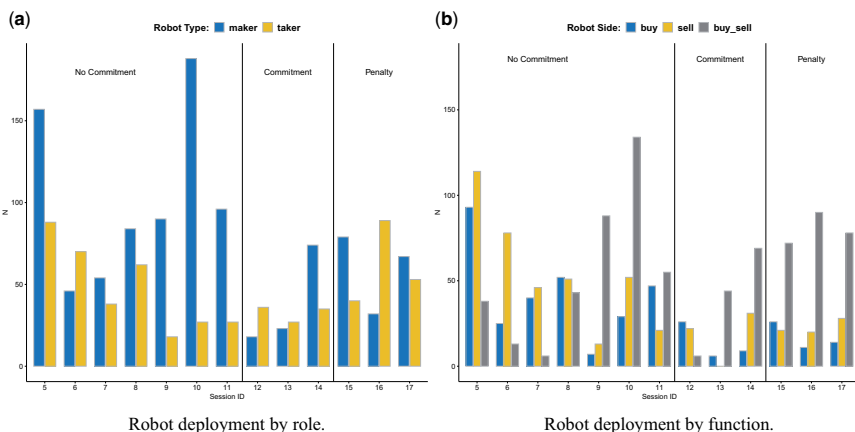 (a)
Robot Type: maker taker
No Commitment Commitment Penalty
150
100
50
0
N
5 6 7 8 9 10 11 12 13 14 15 16 17
Session ID
Robot deployment by role.
(b)
Robot Side: buy sell buy_sell
No Commitment Commitment Penalty
150
100
50
0
N
5 6 7 8 9 10 11 12 13 14 15 16 17
Session ID
Robot deployment by function.